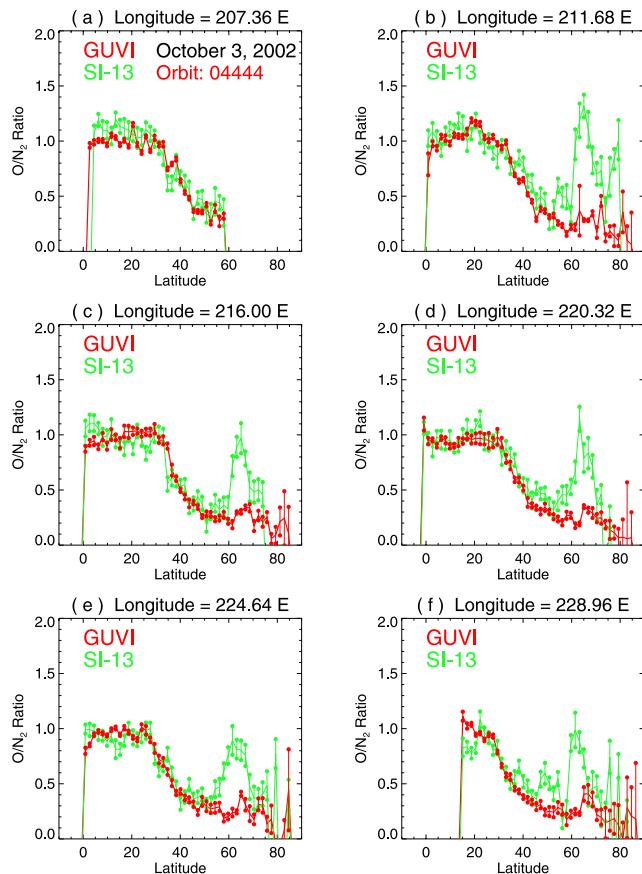 ( a ) Longitude = 207.36 E
GUVI
SI-13
October 3, 2002
Orbit: 04444
2.0
1.5
1.0
0.5
0.0
O/N₂ Ratio
0 20 40 60 80
Latitude
( b ) Longitude = 211.68 E
GUVI
SI-13
2.0
1.5
1.0
0.5
0.0
O/N₂ Ratio
0 20 40 60 80
Latitude
( c ) Longitude = 216.00 E
GUVI
SI-13
2.0
1.5
1.0
0.5
0.0
O/N₂ Ratio
0 20 40 60 80
Latitude
( d ) Longitude = 220.32 E
GUVI
SI-13
2.0
1.5
1.0
0.5
0.0
O/N₂ Ratio
0 20 40 60 80
Latitude
( e ) Longitude = 224.64 E
GUVI
SI-13
2.0
1.5
1.0
0.5
0.0
O/N₂ Ratio
0 20 40 60 80
Latitude
( f ) Longitude = 228.96 E
GUVI
SI-13
2.0
1.5
1.0
0.5
0.0
O/N₂ Ratio
0 20 40 60 80
Latitude